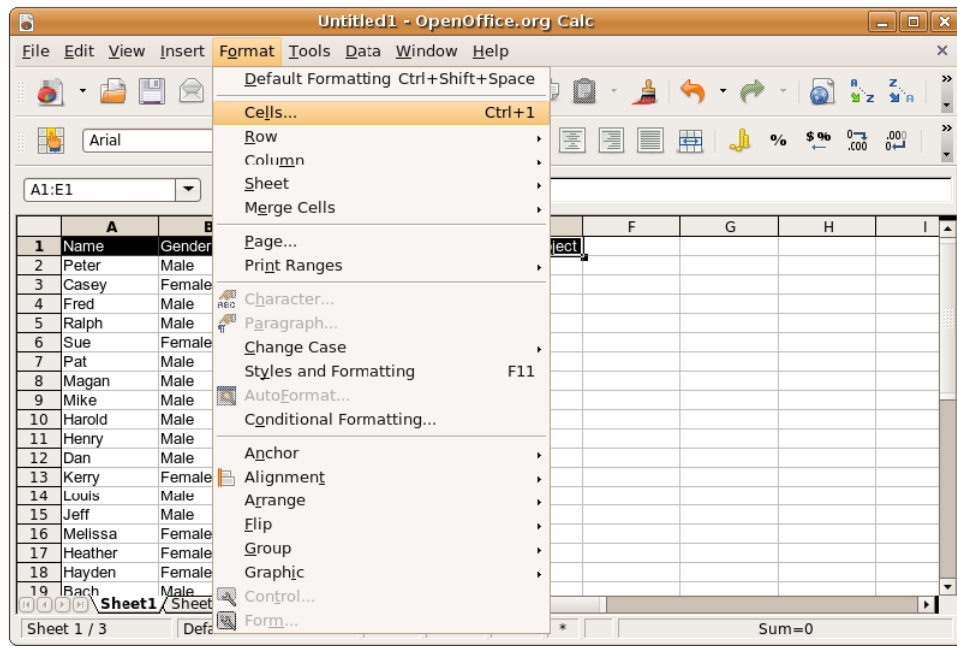 Untitled1 - OpenOffice.org Calc
File Edit View Insert Format Tools Data Window Help
Default Formatting Ctrl+Shift+Space
Cells... Ctrl+1
Arial
Row
Column
A1:E1
Sheet
Merge Cells
A B F G H I
1 Name Gender ject
Page...
2 Peter Male
Print Ranges
3 Casey Female
4 Fred Male
Character...
5 Ralph Male
Paragraph...
6 Sue Female
Change Case
7 Pat Male
Styles and Formatting F11
8 Magan Male
AutoFormat...
9 Mike Male
10 Harold Male
Conditional Formatting...
11 Henry Male
12 Dan Male
Anchor
13 Kerry Female
Alignment
14 Louis Male
Arrange
15 Jeff Male
Flip
16 Melissa Female
17 Heather Female
Group
18 Hayden Female
Graphic
19 Bach Male
Control...
Sheet1 Sheet
Form...
Sheet 1 / 3 Defa * Sum=0